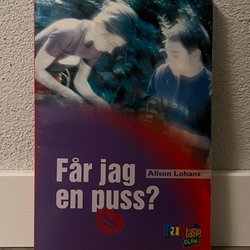 Får jag
en puss?
Alison Lohans